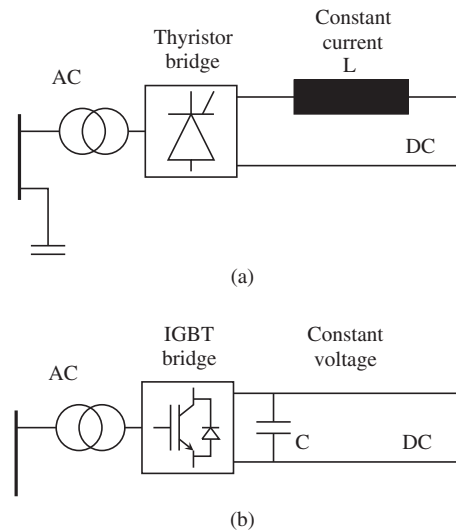 Constant
current
L
Thyristor
bridge
AC
DC
(a)
IGBT
bridge
Constant
voltage
AC
C
DC
(b)